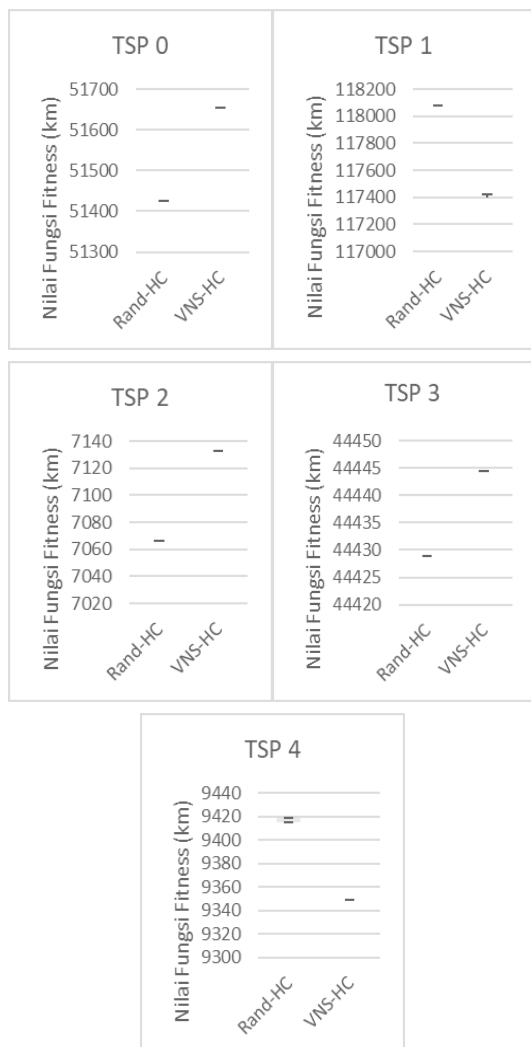 TSP 0
Nilai Fungsi Fitness (km)
51700
51600
51500
51400
51300
Rand-HC
VNS-HC
TSP 1
Nilai Fungsi Fitness (km)
118200
118000
117800
117600
117400
117200
117000
Rand-HC
VNS-HC
TSP 2
Nilai Fungsi Fitness (km)
7140
7120
7100
7080
7060
7040
7020
Rand-HC
VNS-HC
TSP 3
Nilai Fungsi Fitness (km)
44450
44445
44440
44435
44430
44425
44420
Rand-HC
VNS-HC
TSP 4
Nilai Fungsi Fitness (km)
9440
9420
9400
9380
9360
9340
9320
9300
Rand-HC
VNS-HC